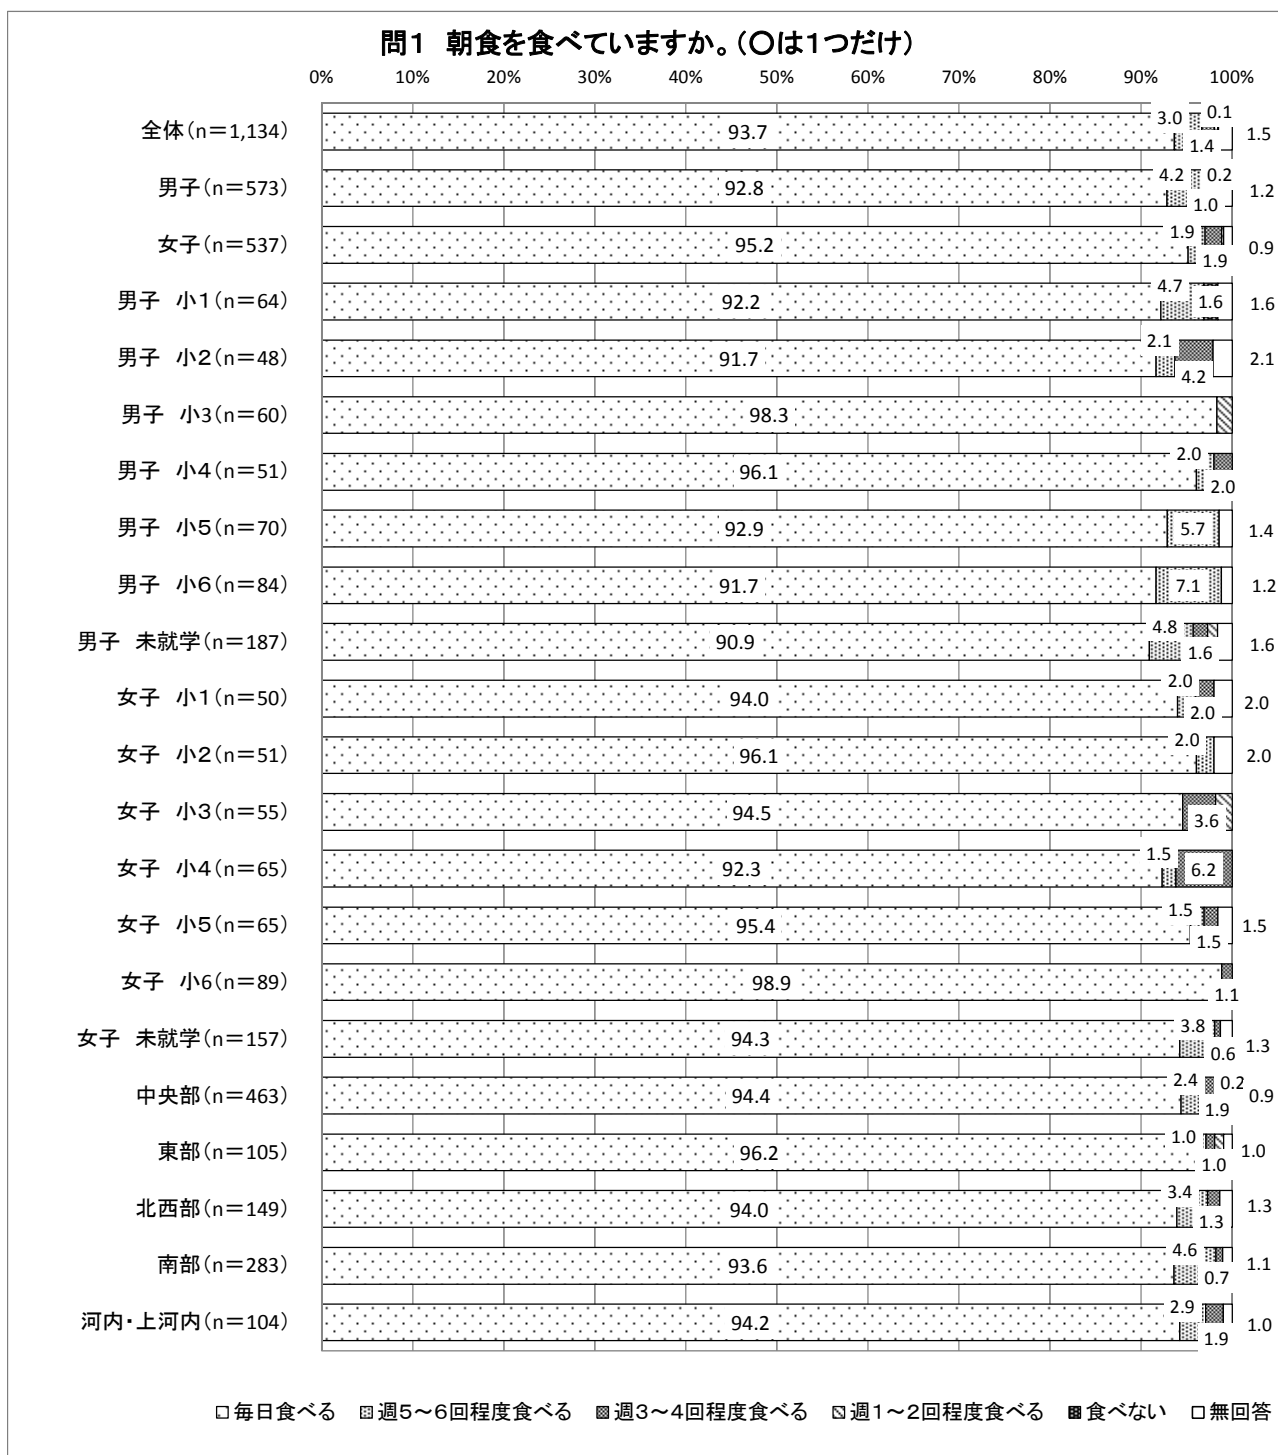 問1　朝食を食べていますか。（○は1つだけ）
0% 10% 20% 30% 40% 50% 60% 70% 80% 90% 100%
全体（n＝1,134） 93.7 3.0 1.4 0.1 1.5
男子（n＝573） 92.8 4.2 1.0 0.2 1.2
女子（n＝537） 95.2 1.9 1.9 0.9
男子　小1（n＝64） 92.2 4.7 1.6 1.6
男子　小2（n＝48） 91.7 2.1 4.2 2.1
男子　小3（n＝60） 98.3
男子　小4（n＝51） 96.1 2.0 2.0
男子　小5（n＝70） 92.9 5.7 1.4
男子　小6（n＝84） 91.7 7.1 1.2
男子　未就学（n＝187） 90.9 4.8 1.6 1.6
女子　小1（n＝50） 94.0 2.0 2.0 2.0
女子　小2（n＝51） 96.1 2.0 2.0
女子　小3（n＝55） 94.5 3.6
女子　小4（n＝65） 92.3 1.5 6.2
女子　小5（n＝65） 95.4 1.5 1.5 1.5
女子　小6（n＝89） 98.9 1.1
女子　未就学（n＝157） 94.3 3.8 0.6 1.3
中央部（n＝463） 94.4 2.4 1.9 0.2 0.9
東部（n＝105） 96.2 1.0 1.0 1.0
北西部（n＝149） 94.0 3.4 1.3 1.3
南部（n＝283） 93.6 4.6 0.7 1.1
河内・上河内（n＝104） 94.2 2.9 1.9 1.0
毎日食べる 週5～6回程度食べる 週3～4回程度食べる 週1～2回程度食べる 食べない 無回答